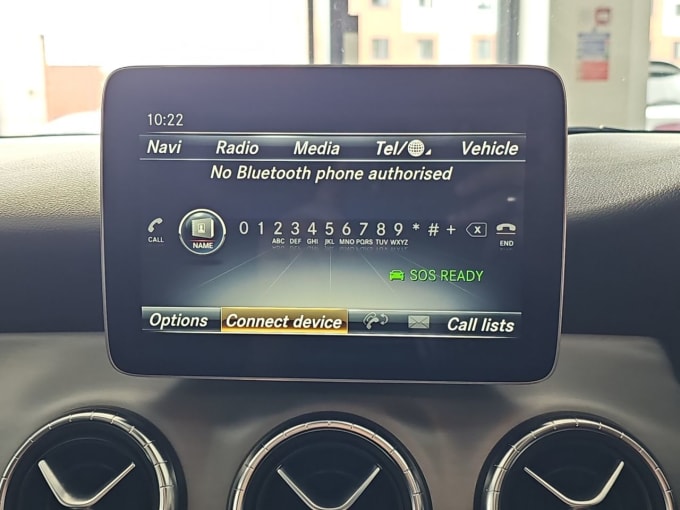 10:22
Navi Radio Media Tel/ Vehicle
No Bluetooth phone authorised
CALL NAME 0 1 2 3 4 5 6 7 8 9 * # + X END
ABC DEF GHI JKL MNO PQRS TUV WXYZ
SOS READY
Options Connect device Call lists